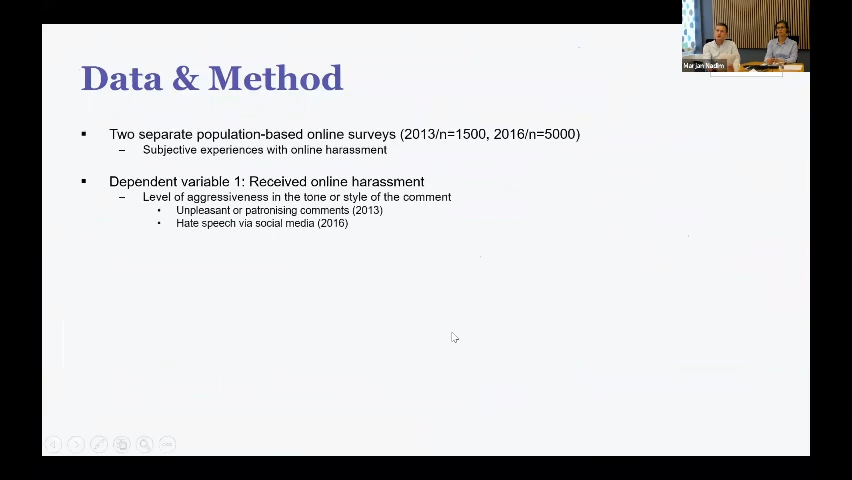 Data & Method
Two separate population-based online surveys (2013/n=1500, 2016/n=5000)
– Subjective experiences with online harassment
Dependent variable 1: Received online harassment
– Level of aggressiveness in the tone or style of the comment
Unpleasant or patronising comments (2013)
Hate speech via social media (2016)
Marjan Nadim